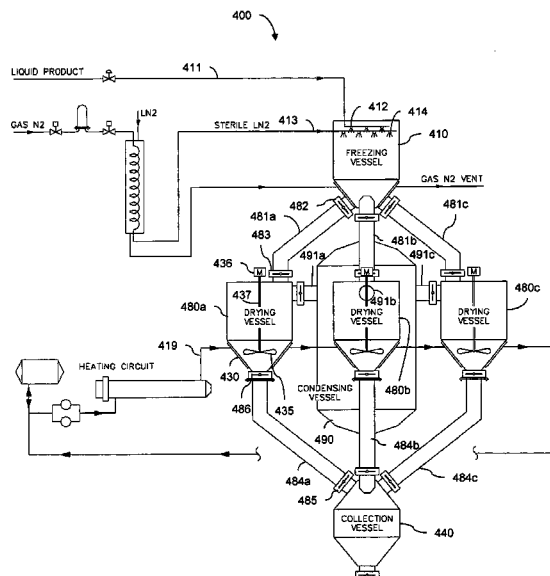 400
LIQUID PRODUCT
411
GAS N2
LN2
STERILE LN2
413
412
414
410
FREEZING
VESSEL
GAS N2 VENT
482
481a
481b
481c
483
436
M
491a
491c
M
M
437
480a
491b
480c
DRYING
VESSEL
DRYING
VESSEL
DRYING
VESSEL
419
HEATING CIRCUIT
430
435
480b
486
CONDENSING
VESSEL
490
484b
484a
484c
485
COLLECTION
VESSEL
440